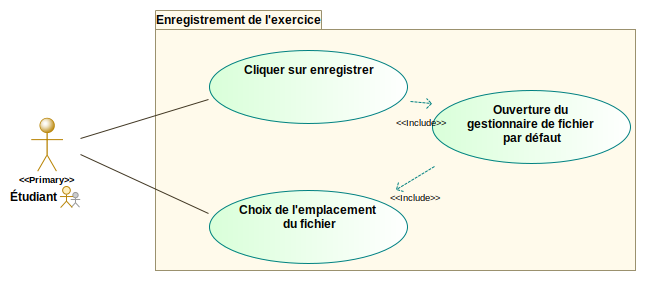 Enregistrement de l'exercice
Cliquer sur enregistrer
Ouverture du
gestionnaire de fichier
par défaut
<<Include>>
<<Primary>>
Étudiant
<<Include>>
Choix de l'emplacement
du fichier